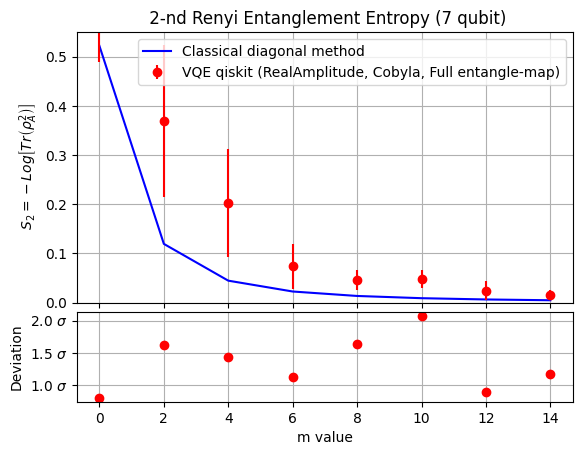 2-nd Renyi Entanglement Entropy (7 qubit)
Classical diagonal method
VQE qiskit (RealAmplitude, Cobyla, Full entangle-map)
S₂ = −Log[Tr(ρ²_A)]
0.5
0.4
0.3
0.2
0.1
0.0
Deviation
2.0 σ
1.5 σ
1.0 σ
0 2 4 6 8 10 12 14
m value